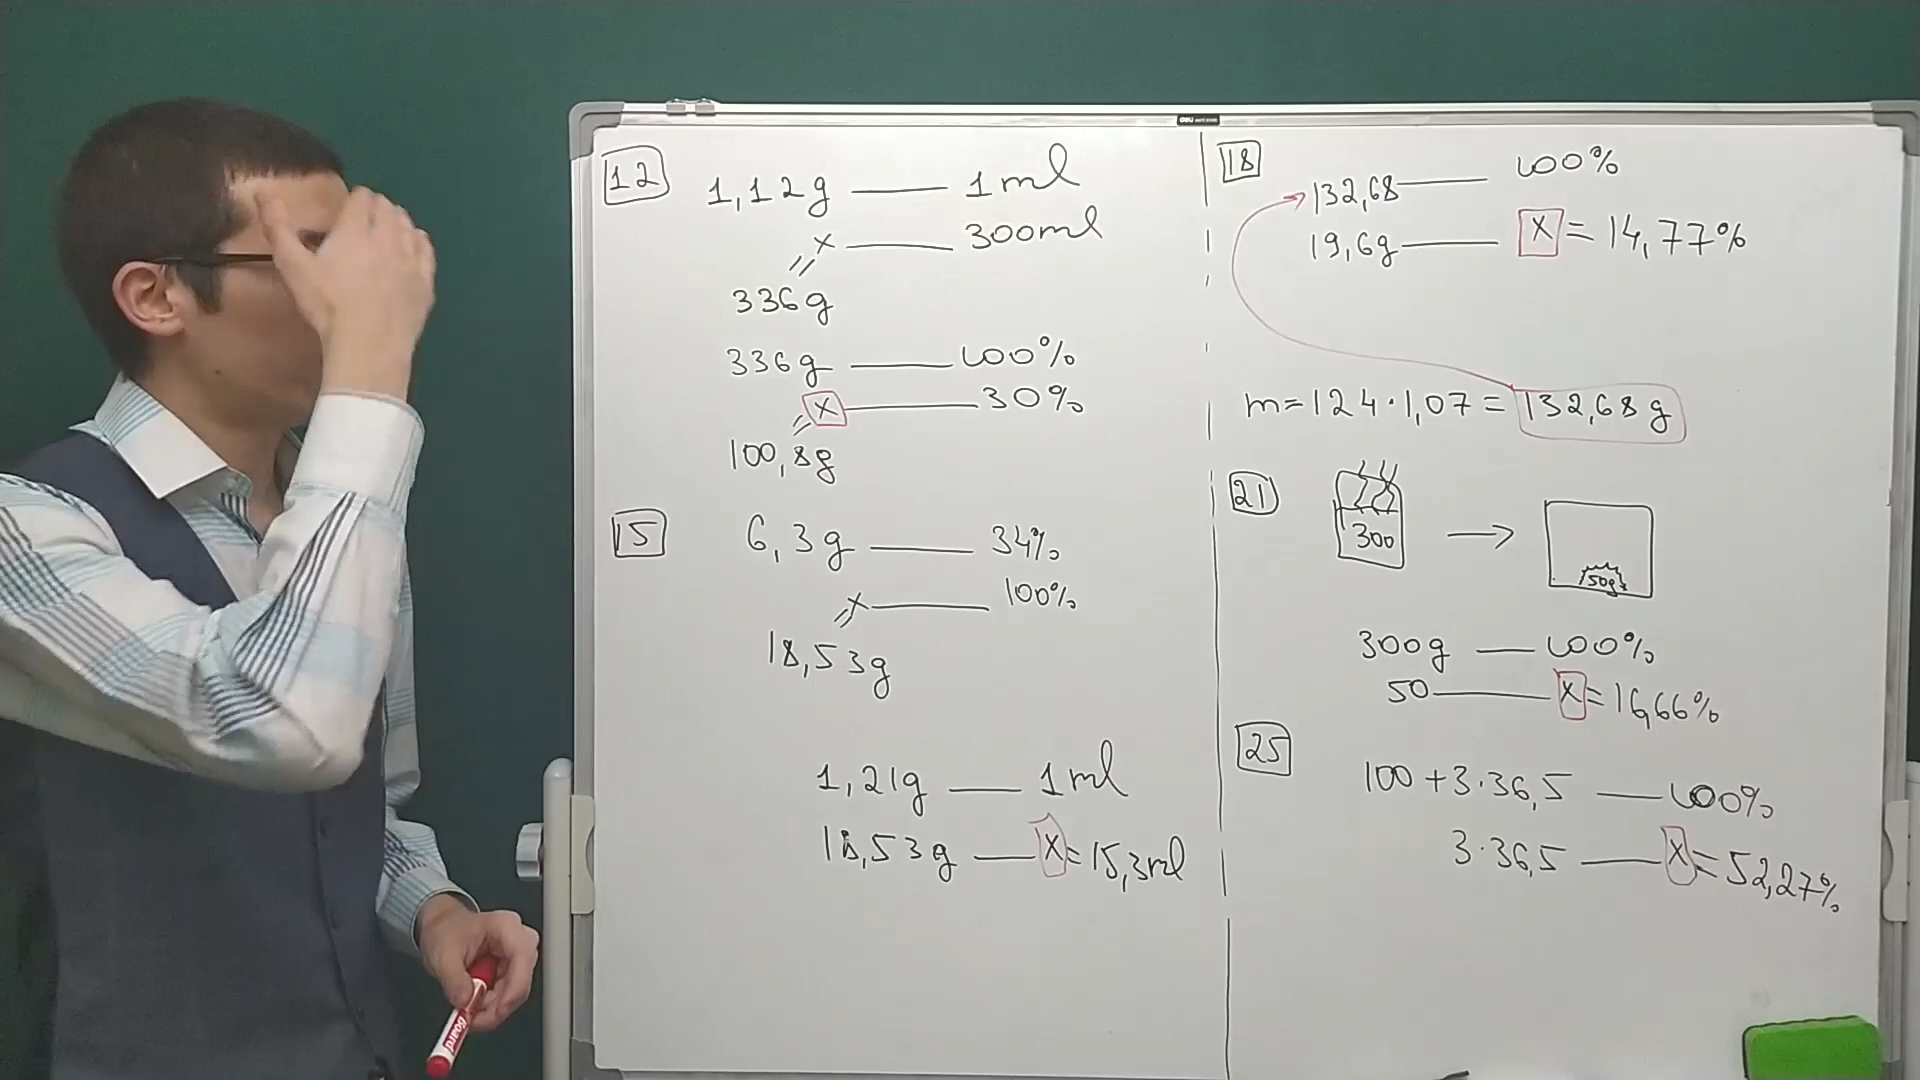 12
1,12g — 1ml
x — 300ml
336g
336g — 100%
x — 30%
100,8g
15
6,3g — 34%
x — 100%
18,53g
1,21g — 1ml
18,53g — x = 15,3ml
18
132,68 — 100%
19,6g — x = 14,77%
m = 124 · 1,07 = 132,68g
21
300 → 50g
300g — 100%
50 — x = 16,66%
25
100 + 3·36,5 — 100%
3·36,5 — x = 52,27%
board